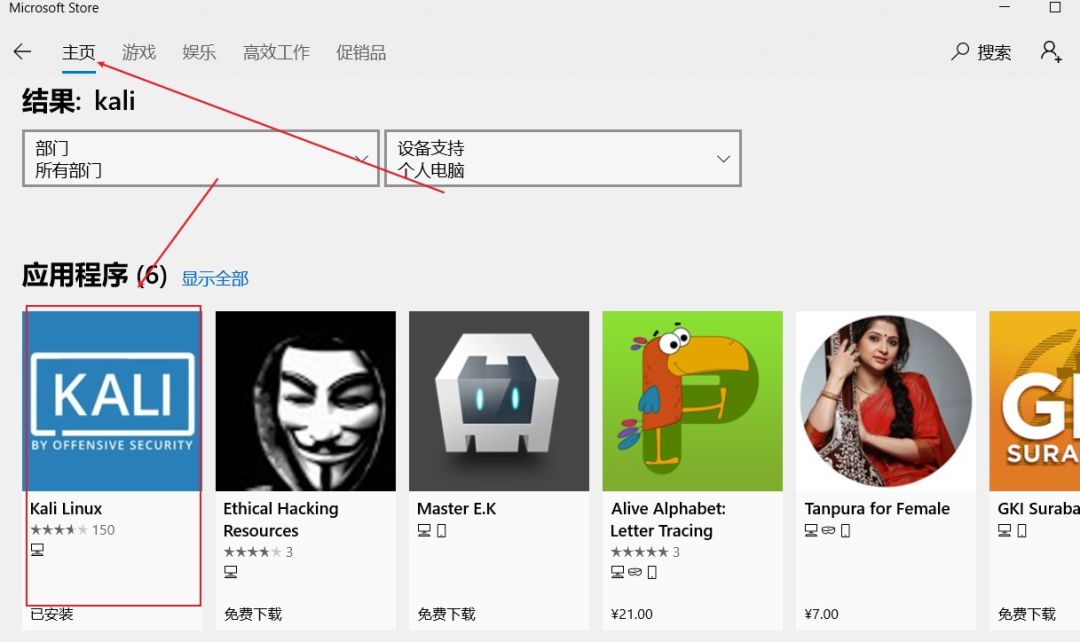 Microsoft Store
主页 游戏 娱乐 高效工作 促销品 搜索
结果: kali
部门
所有部门
设备支持
个人电脑
应用程序 (6) 显示全部
KALI
BY OFFENSIVE SECURITY
Kali Linux
150
已安装
Ethical Hacking
Resources
3
免费下载
Master E.K
免费下载
Alive Alphabet:
Letter Tracing
3
¥21.00
Tanpura for Female
¥7.00
GKI
SURA
GKI Suraba
免费下载